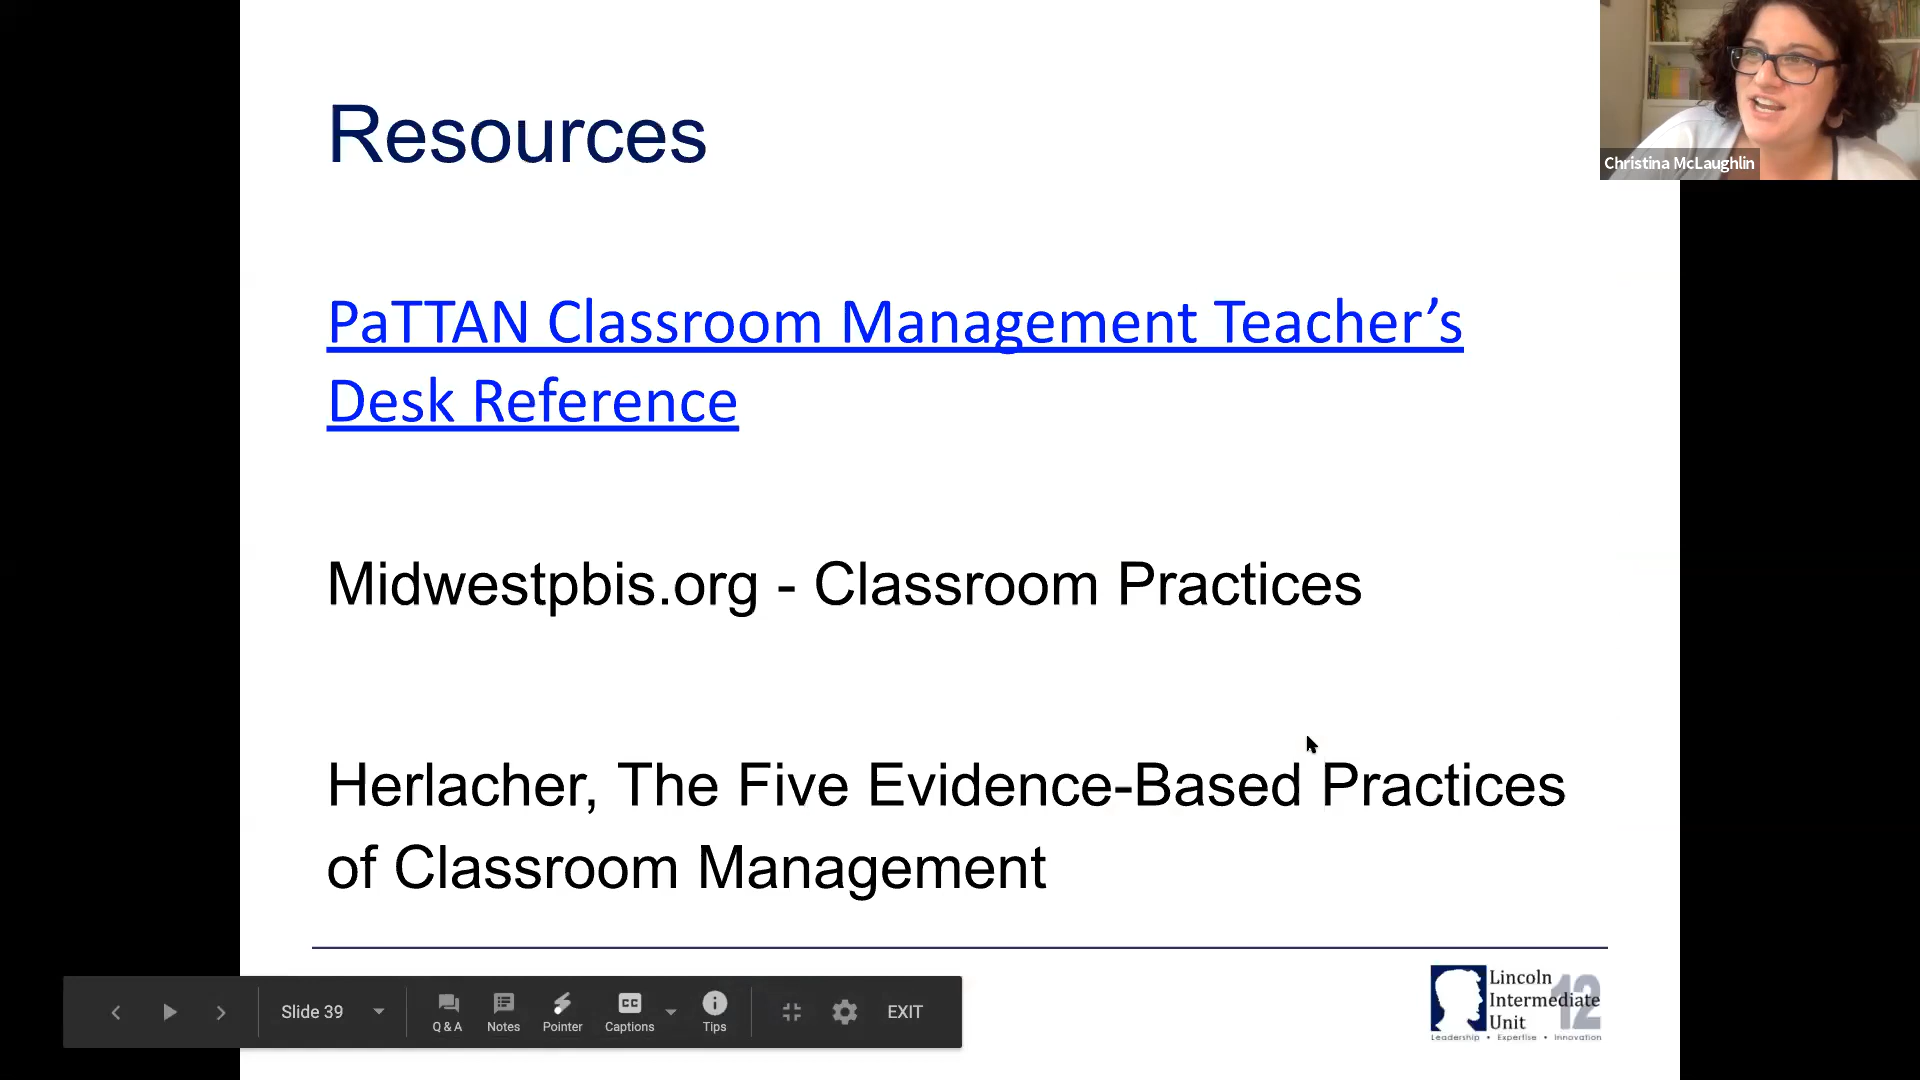 Resources
PaTTAN Classroom Management Teacher’s
Desk Reference
Midwestpbis.org - Classroom Practices
Herlacher, The Five Evidence-Based Practices
of Classroom Management
Christina McLaughlin
Slide 39
Q & A
Notes
Pointer
CC
Captions
Tips
EXIT
Lincoln
Intermediate
Unit
12
Leadership • Expertise • Innovation